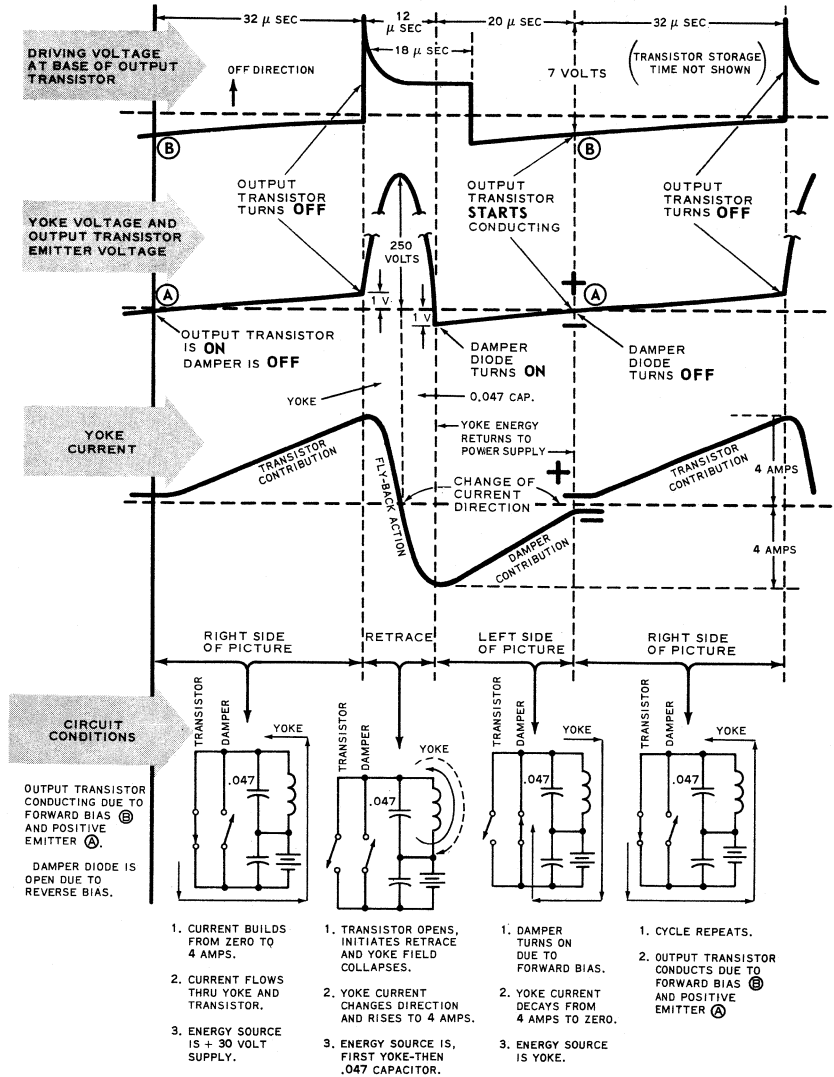 32 μ SEC
12
μ SEC
20 μ SEC
32 μ SEC
18 μ SEC
DRIVING VOLTAGE
AT BASE OF OUTPUT
TRANSISTOR
OFF DIRECTION
7 VOLTS
(TRANSISTOR STORAGE
TIME NOT SHOWN)
B
B
OUTPUT
TRANSISTOR
TURNS OFF
OUTPUT
TRANSISTOR
STARTS
CONDUCTING
OUTPUT
TRANSISTOR
TURNS OFF
YOKE VOLTAGE AND
OUTPUT TRANSISTOR
EMITTER VOLTAGE
250
VOLTS
A
1 V
1 V
+
A
−
OUTPUT TRANSISTOR
IS ON
DAMPER IS OFF
DAMPER
DIODE
TURNS ON
DAMPER
DIODE
TURNS OFF
YOKE
0.047 CAP.
YOKE
CURRENT
YOKE ENERGY
RETURNS TO
POWER SUPPLY
TRANSISTOR
CONTRIBUTION
FLY-BACK ACTION
+
CHANGE OF
CURRENT
DIRECTION
−
DAMPER
CONTRIBUTION
TRANSISTOR
CONTRIBUTION
4 AMPS
4 AMPS
RIGHT SIDE
OF PICTURE
RETRACE
LEFT SIDE
OF PICTURE
RIGHT SIDE
OF PICTURE
CIRCUIT
CONDITIONS
TRANSISTOR
DAMPER
YOKE
.047
TRANSISTOR
DAMPER
YOKE
.047
TRANSISTOR
DAMPER
YOKE
.047
TRANSISTOR
DAMPER
YOKE
.047
OUTPUT TRANSISTOR
CONDUCTING DUE TO
FORWARD BIAS B
AND POSITIVE
EMITTER A.
DAMPER DIODE IS
OPEN DUE TO
REVERSE BIAS.
1. CURRENT BUILDS
FROM ZERO TO
4 AMPS.
2. CURRENT FLOWS
THRU YOKE AND
TRANSISTOR.
3. ENERGY SOURCE
IS + 30 VOLT
SUPPLY.
1. TRANSISTOR OPENS,
INITIATES RETRACE
AND YOKE FIELD
COLLAPSES.
2. YOKE CURRENT
CHANGES DIRECTION
AND RISES TO 4 AMPS.
3. ENERGY SOURCE IS,
FIRST YOKE-THEN
.047 CAPACITOR.
1. DAMPER
TURNS ON
DUE TO
FORWARD BIAS.
2. YOKE CURRENT
DECAYS FROM
4 AMPS TO ZERO.
3. ENERGY SOURCE
IS YOKE.
1. CYCLE REPEATS.
2. OUTPUT TRANSISTOR
CONDUCTS DUE TO
FORWARD BIAS B
AND POSITIVE
EMITTER A